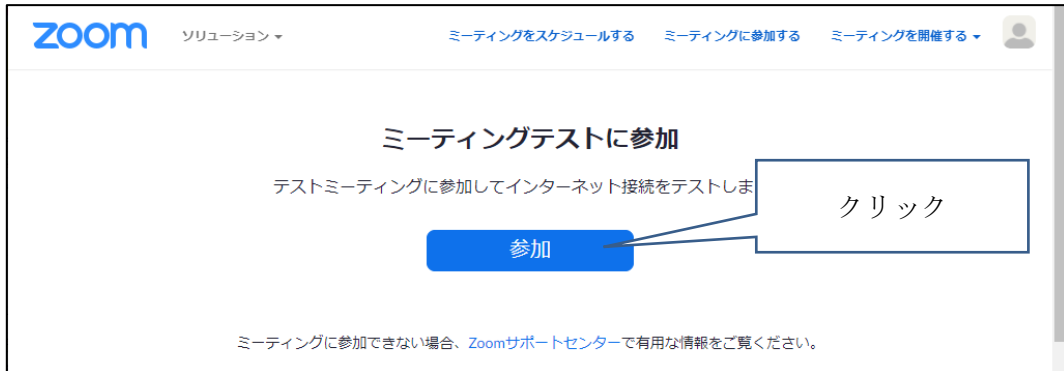 zoom ソリューション ミーティングをスケジュールする ミーティングに参加する ミーティングを開催する
ミーティングテストに参加
テストミーティングに参加してインターネット接続をテストしま
クリック
参加
ミーティングに参加できない場合、Zoomサポートセンターで有用な情報をご覧ください。